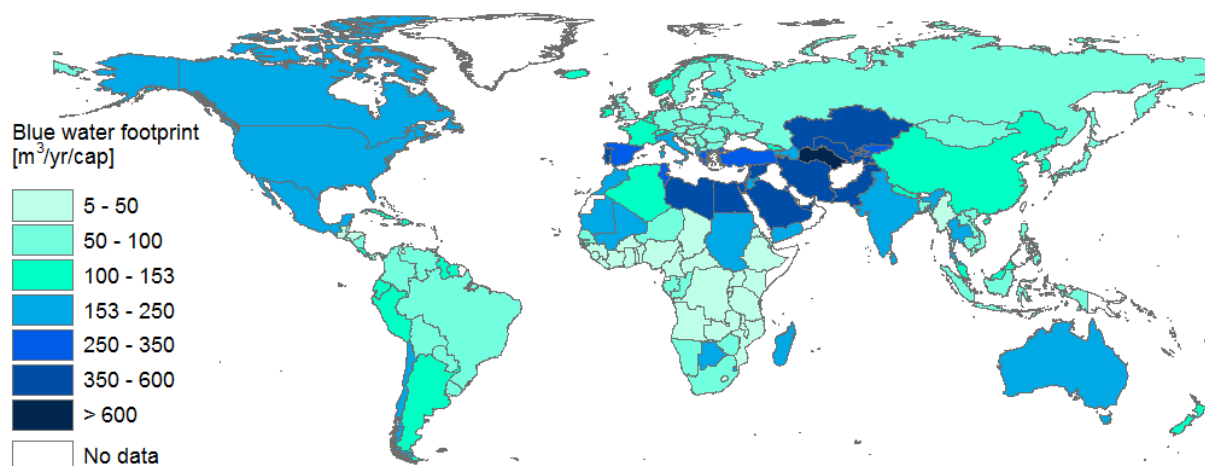 Blue water footprint
[m³/yr/cap]
5 - 50
50 - 100
100 - 153
153 - 250
250 - 350
350 - 600
> 600
No data